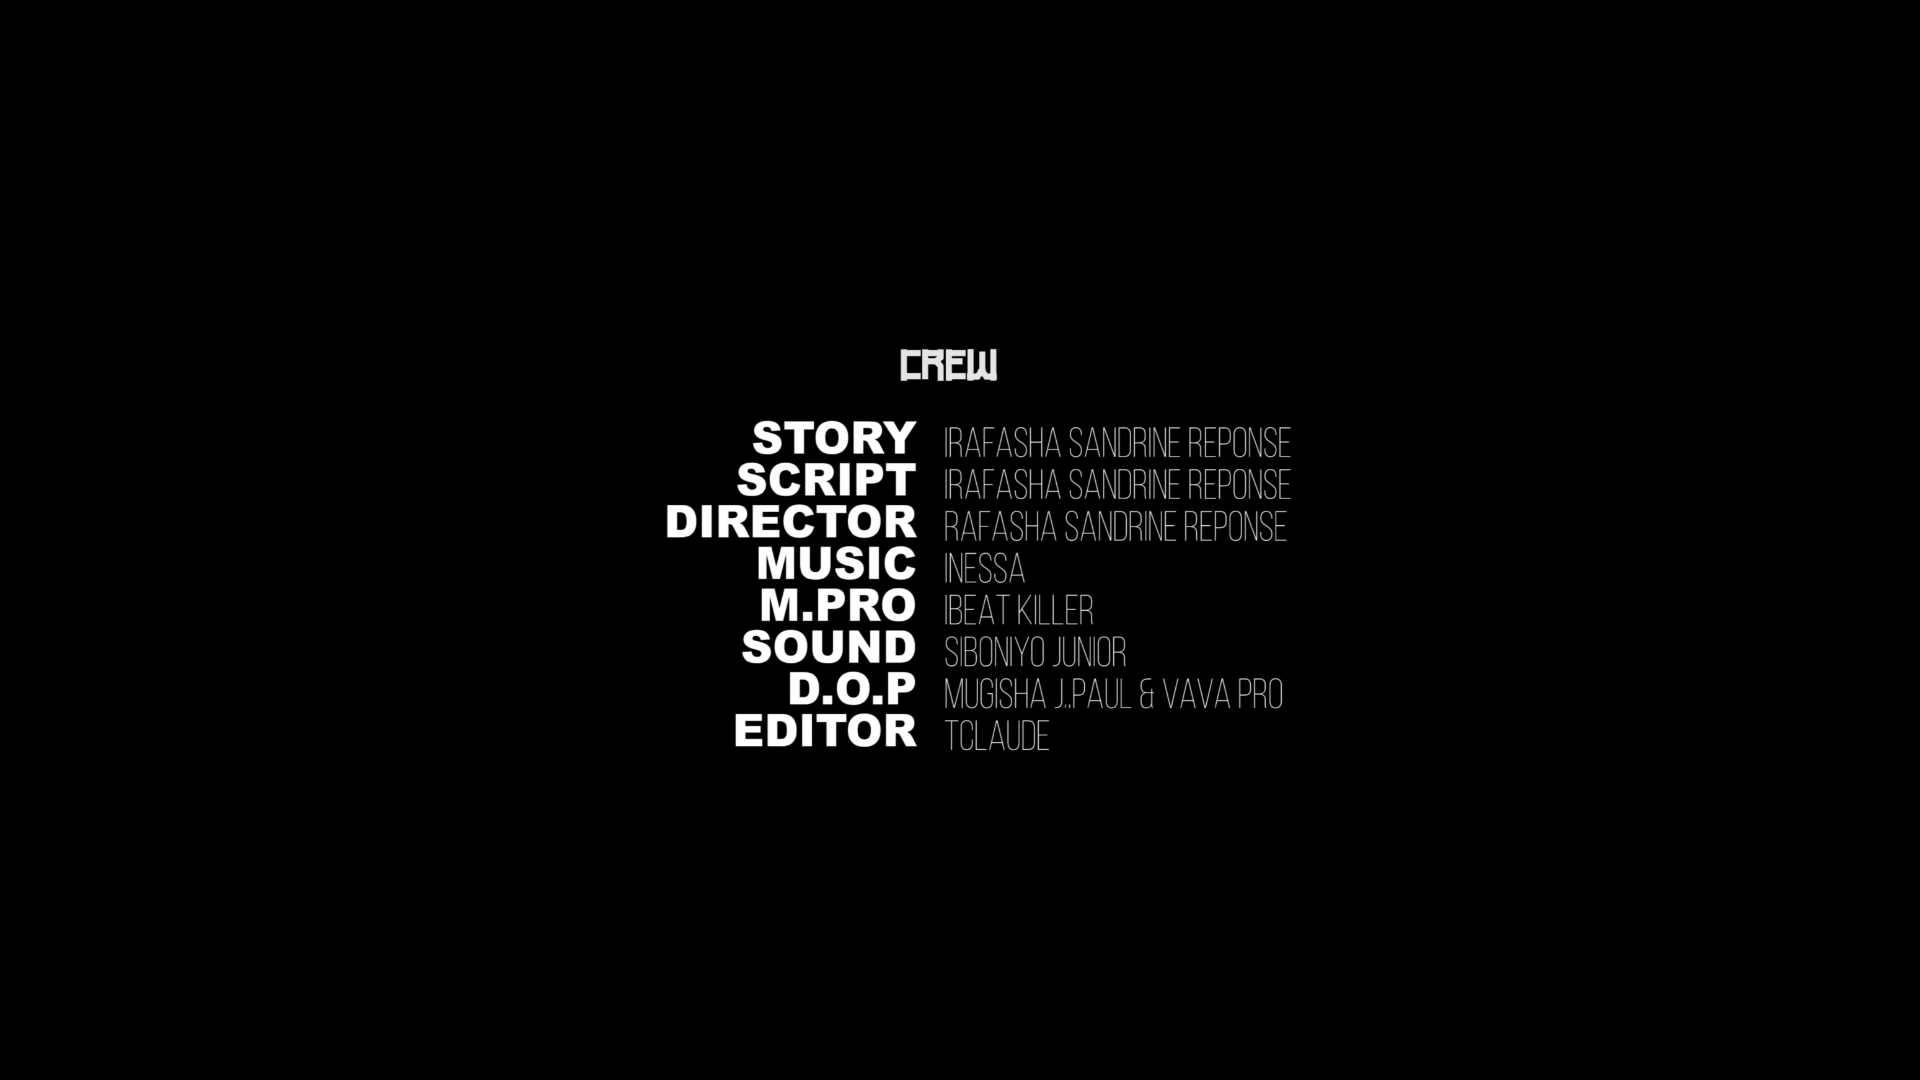 CREW
STORY IRAFASHA SANDRINE REPONSE
SCRIPT IRAFASHA SANDRINE REPONSE
DIRECTOR RAFASHA SANDRINE REPONSE
MUSIC INESSA
M.PRO IBEAT KILLER
SOUND SIBONIYO JUNIOR
D.O.P MUGISHA J..PAUL & VAVA PRO
EDITOR TCLAUDE